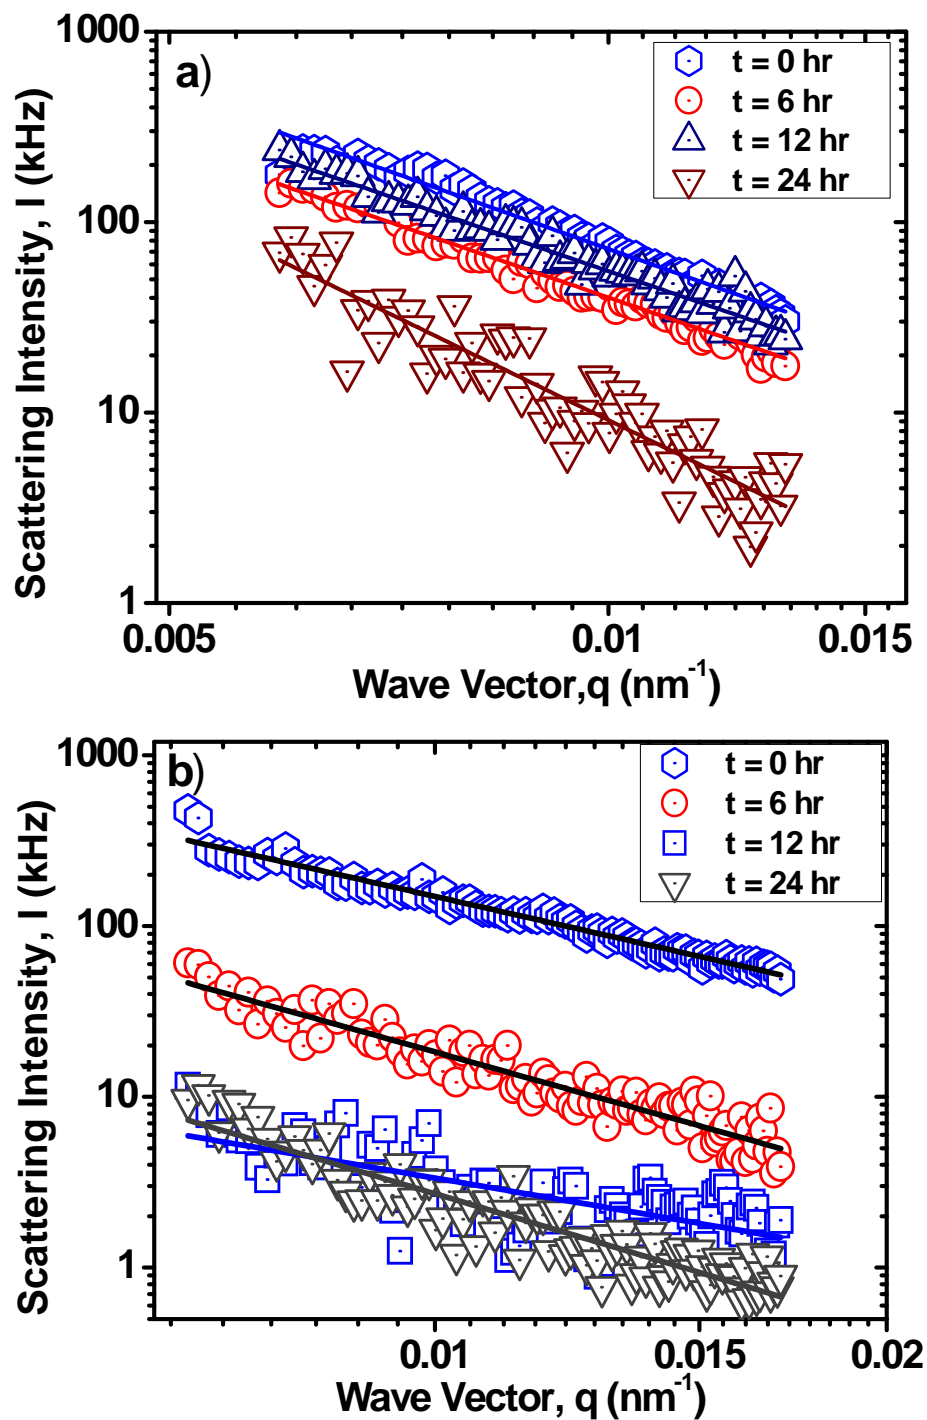 a)
1000
100
10
1
Scattering Intensity, I (kHz)
t = 0 hr
t = 6 hr
t = 12 hr
t = 24 hr
0.005
0.01
0.015
Wave Vector,q (nm⁻¹)
b)
1000
100
10
1
Scattering Intensity, I (kHz)
t = 0 hr
t = 6 hr
t = 12 hr
t = 24 hr
0.01
0.015
0.02
Wave Vector, q (nm⁻¹)